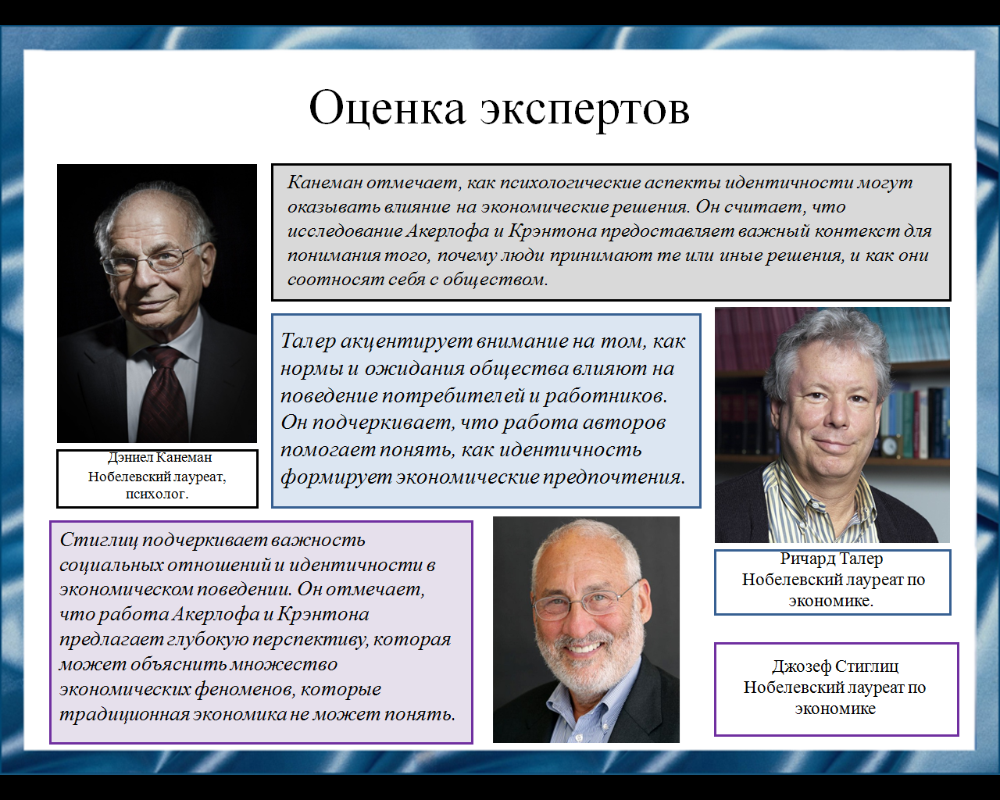 Оценка экспертов
Канеман отмечает, как психологические аспекты идентичности могут
оказывать влияние на экономические решения. Он считает, что
исследование Акерлофа и Крэнтона предоставляет важный контекст для
понимания того, почему люди принимают те или иные решения, и как они
соотносят себя с обществом.
Дэниел Канеман
Нобелевский лауреат,
психолог.
Талер акцентирует внимание на том, как
нормы и ожидания общества влияют на
поведение потребителей и работников.
Он подчеркивает, что работа авторов
помогает понять, как идентичность
формирует экономические предпочтения.
Ричард Талер
Нобелевский лауреат по
экономике.
Стиглиц подчеркивает важность
социальных отношений и идентичности в
экономическом поведении. Он отмечает,
что работа Акерлофа и Крэнтона
предлагает глубокую перспективу, которая
может объяснить множество
экономических феноменов, которые
традиционная экономика не может понять.
Джозеф Стиглиц
Нобелевский лауреат по
экономике